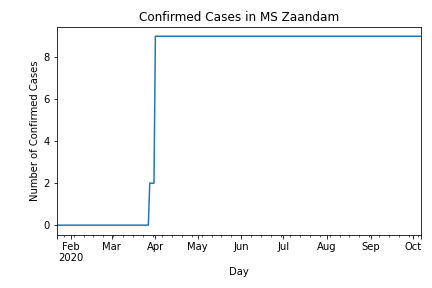 Confirmed Cases in MS Zaandam
Number of Confirmed Cases
8
6
4
2
0
Feb Mar Apr May Jun Jul Aug Sep Oct
2020
Day